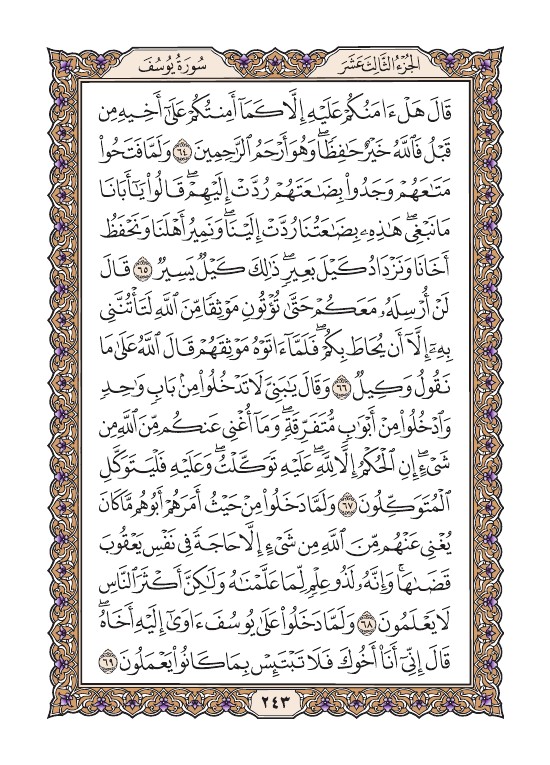 الجُزْءُ الثَّالِثَ عَشَرَ
سُورَةُ يُوسُفَ
قَالَ هَلْ ءَامَنُكُمْ عَلَيْهِ إِلَّا كَمَآ أَمِنتُكُمْ عَلَىٰٓ أَخِيهِ مِن
قَبْلُ فَٱللَّهُ خَيْرٌ حَٰفِظًاۖ وَهُوَ أَرْحَمُ ٱلرَّٰحِمِينَ ٦٤ وَلَمَّا فَتَحُوا۟
مَتَٰعَهُمْ وَجَدُوا۟ بِضَٰعَتَهُمْ رُدَّتْ إِلَيْهِمْۖ قَالُوا۟ يَٰٓأَبَانَا
مَا نَبْغِىۖ هَٰذِهِۦ بِضَٰعَتُنَا رُدَّتْ إِلَيْنَاۖ وَنَمِيرُ أَهْلَنَا وَنَحْفَظُ
أَخَانَا وَنَزْدَادُ كَيْلَ بَعِيرٍۖ ذَٰلِكَ كَيْلٌ يَسِيرٌ ٦٥ قَالَ
لَنْ أُرْسِلَهُۥ مَعَكُمْ حَتَّىٰ تُؤْتُونِ مَوْثِقًا مِّنَ ٱللَّهِ لَتَأْتُنَّنِى
بِهِۦٓ إِلَّآ أَن يُحَاطَ بِكُمْۖ فَلَمَّآ ءَاتَوْهُ مَوْثِقَهُمْ قَالَ ٱللَّهُ عَلَىٰ مَا
نَقُولُ وَكِيلٌ ٦٦ وَقَالَ يَٰبَنِىَّ لَا تَدْخُلُوا۟ مِنۢ بَابٍ وَٰحِدٍ
وَٱدْخُلُوا۟ مِنْ أَبْوَٰبٍ مُّتَفَرِّقَةٍۖ وَمَآ أُغْنِى عَنكُم مِّنَ ٱللَّهِ مِن
شَىْءٍۖ إِنِ ٱلْحُكْمُ إِلَّا لِلَّهِۖ عَلَيْهِ تَوَكَّلْتُۖ وَعَلَيْهِ فَلْيَتَوَكَّلِ
ٱلْمُتَوَكِّلُونَ ٦٧ وَلَمَّا دَخَلُوا۟ مِنْ حَيْثُ أَمَرَهُمْ أَبُوهُم مَّا كَانَ
يُغْنِى عَنْهُم مِّنَ ٱللَّهِ مِن شَىْءٍ إِلَّا حَاجَةً فِى نَفْسِ يَعْقُوبَ
قَضَىٰهَاۚ وَإِنَّهُۥ لَذُو عِلْمٍ لِّمَا عَلَّمْنَٰهُ وَلَٰكِنَّ أَكْثَرَ ٱلنَّاسِ
لَا يَعْلَمُونَ ٦٨ وَلَمَّا دَخَلُوا۟ عَلَىٰ يُوسُفَ ءَاوَىٰٓ إِلَيْهِ أَخَاهُۖ
قَالَ إِنِّىٓ أَنَا۠ أَخُوكَ فَلَا تَبْتَئِسْ بِمَا كَانُوا۟ يَعْمَلُونَ ٦٩
٢٤٣